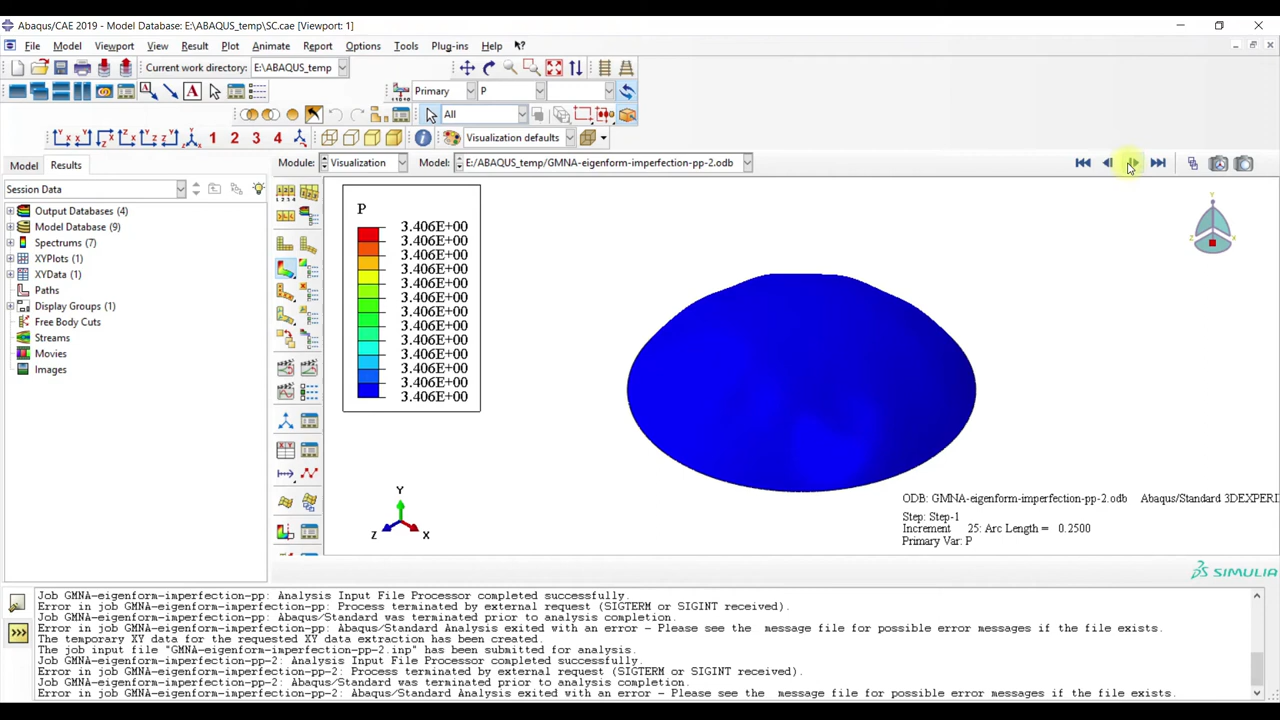 Abaqus/CAE 2019 - Model Database: E:\ABAQUS_temp\SC.cae [Viewport: 1]
File Model Viewport View Result Plot Animate Report Options Tools Plug-ins Help
Current work directory: E:\ABAQUS_temp
Primary P
All
1 2 3 4 Visualization defaults
Model Results Module: Visualization Model: E:/ABAQUS_temp/GMNA-eigenform-imperfection-pp-2.odb
Session Data
Output Databases (4)
Model Database (9)
Spectrums (7)
XYPlots (1)
XYData (1)
Paths
Display Groups (1)
Free Body Cuts
Streams
Movies
Images
P
3.406E+00
3.406E+00
3.406E+00
3.406E+00
3.406E+00
3.406E+00
3.406E+00
3.406E+00
3.406E+00
3.406E+00
3.406E+00
3.406E+00
3.406E+00
Y
Z X
Y
Z X
ODB: GMNA-eigenform-imperfection-pp-2.odb Abaqus/Standard 3DEXPERI
Step: Step-1
Increment 25: Arc Length = 0.2500
Primary Var: P
SIMULIA
Job GMNA-eigenform-imperfection-pp: Analysis Input File Processor completed successfully.
Error in job GMNA-eigenform-imperfection-pp: Process terminated by external request (SIGTERM or SIGINT received).
Job GMNA-eigenform-imperfection-pp: Abaqus/Standard was terminated prior to analysis completion.
Error in job GMNA-eigenform-imperfection-pp: Abaqus/Standard Analysis exited with an error - Please see the message file for possible error messages if the file exists.
The temporary XY data for the requested XY data extraction has been created.
The job input file "GMNA-eigenform-imperfection-pp-2.inp" has been submitted for analysis.
Job GMNA-eigenform-imperfection-pp-2: Analysis Input File Processor completed successfully.
Error in job GMNA-eigenform-imperfection-pp-2: Process terminated by external request (SIGTERM or SIGINT received).
Job GMNA-eigenform-imperfection-pp-2: Abaqus/Standard was terminated prior to analysis completion.
Error in job GMNA-eigenform-imperfection-pp-2: Abaqus/Standard Analysis exited with an error - Please see the message file for possible error messages if the file exists.